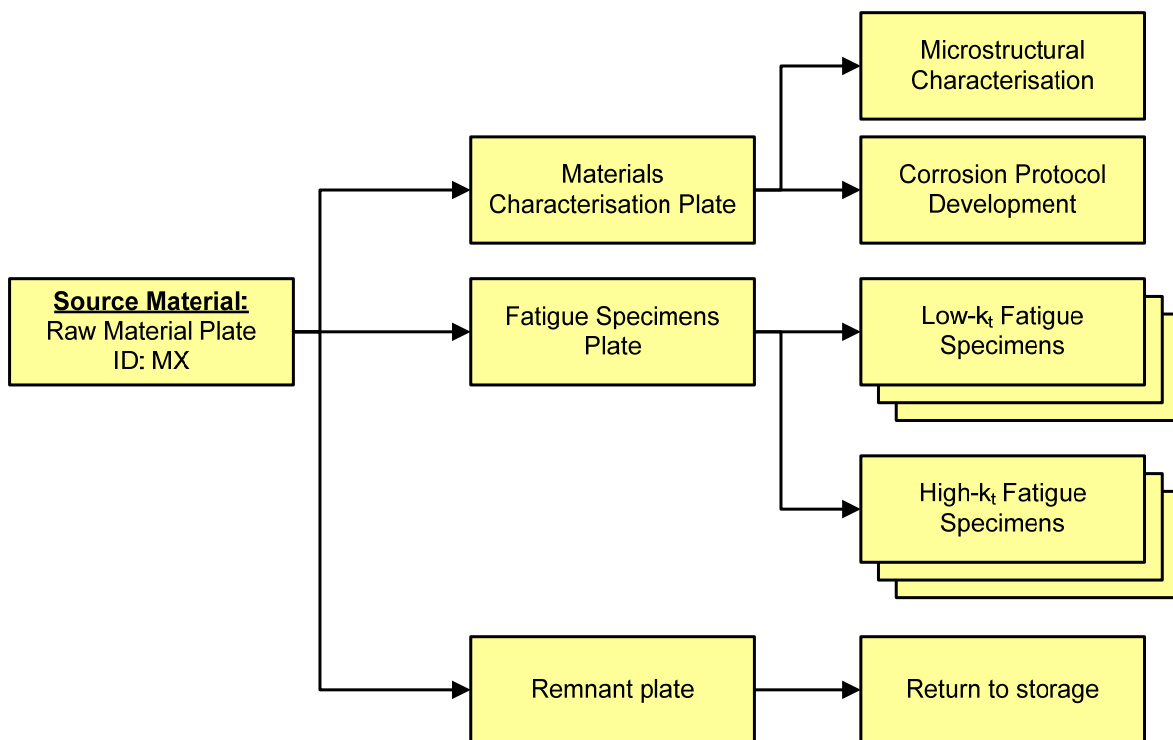 Microstructural
Characterisation
Materials
Characterisation Plate
Corrosion Protocol
Development
Source Material:
Raw Material Plate
ID: MX
Fatigue Specimens
Plate
Low-kt Fatigue
Specimens
High-kt Fatigue
Specimens
Remnant plate
Return to storage